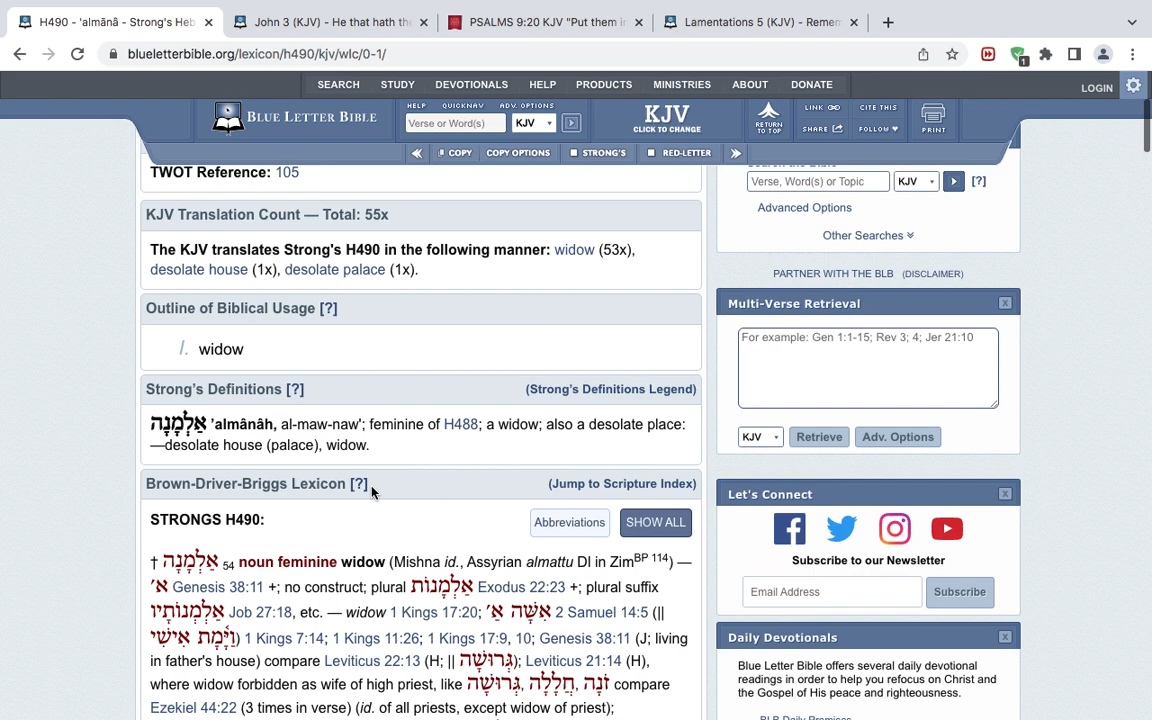 H490 - 'almānâ - Strong's Heb
John 3 (KJV) - He that hath the
PSALMS 9:20 KJV "Put them in
Lamentations 5 (KJV) - Remem
blueletterbible.org/lexicon/h490/kjv/wlc/0-1/
1
SEARCH STUDY DEVOTIONALS HELP PRODUCTS MINISTRIES ABOUT DONATE
LOGIN
BLUE LETTER BIBLE
HELP QUICKNAV ADV. OPTIONS
Verse or Word(s) KJV
KJV
CLICK TO CHANGE
RETURN
TO TOP
LINK CITE THIS
SHARE FOLLOW
PRINT
COPY COPY OPTIONS STRONG'S RED-LETTER
TWOT Reference: 105
KJV Translation Count — Total: 55x
The KJV translates Strong's H490 in the following manner: widow (53x),
desolate house (1x), desolate palace (1x).
Outline of Biblical Usage [?]
I. widow
Strong's Definitions [?] (Strong's Definitions Legend)
אַלְמָנָה ʼalmânâh, al-maw-naw'; feminine of H488; a widow; also a desolate place:
—desolate house (palace), widow.
Brown-Driver-Briggs Lexicon [?] (Jump to Scripture Index)
STRONGS H490:
Abbreviations SHOW ALL
† אַלְמָנָה 54 noun feminine widow (Mishna id., Assyrian almattu Dl in Zim BP 114) —
א׳ Genesis 38:11 +; no construct; plural אַלְמָנוֹת Exodus 22:23 +; plural suffix
אַלְמְנוֹתָיו Job 27:18, etc. — widow 1 Kings 17:20; אִשָּׁה אַ׳ 2 Samuel 14:5 (||
וַיָּ֫מָת אִישִׁי) 1 Kings 7:14; 1 Kings 11:26; 1 Kings 17:9, 10; Genesis 38:11 (J; living
in father's house) compare Leviticus 22:13 (H; || גְּרוּשָׁה); Leviticus 21:14 (H),
where widow forbidden as wife of high priest, like גְּרוּשָׁה, חֲלָלָה, זֹנָה compare
Ezekiel 44:22 (3 times in verse) (id. of all priests, except widow of priest);
Verse, Word(s) or Topic KJV [?]
Advanced Options
Other Searches
PARTNER WITH THE BLB (DISCLAIMER)
Multi-Verse Retrieval x
For example: Gen 1:1-15; Rev 3; 4; Jer 21:10
KJV Retrieve Adv. Options
Let's Connect x
Subscribe to our Newsletter
Email Address Subscribe
Daily Devotionals x
Blue Letter Bible offers several daily devotional
readings in order to help you refocus on Christ and
the Gospel of His peace and righteousness.